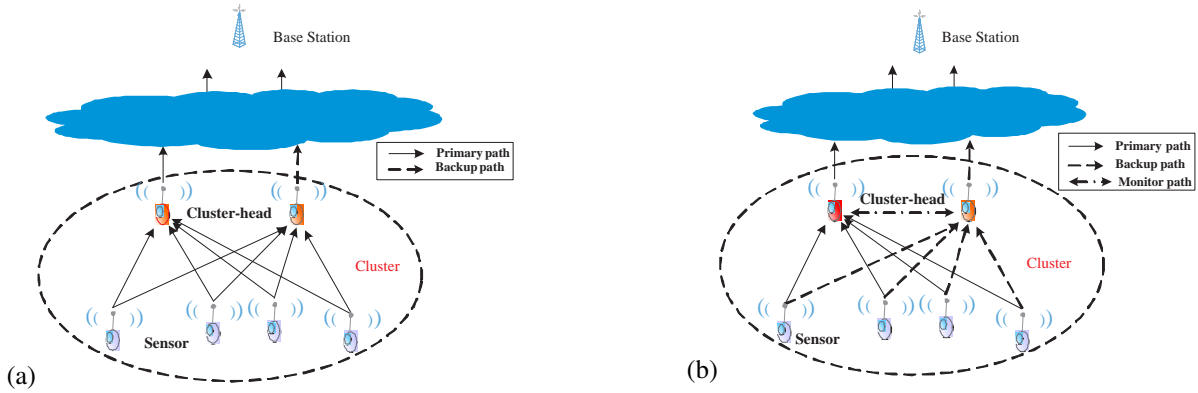 Base Station
Primary path
Backup path
Cluster-head
Cluster
Sensor
(a)
Base Station
Primary path
Backup path
Monitor path
Cluster-head
Cluster
Sensor
(b)